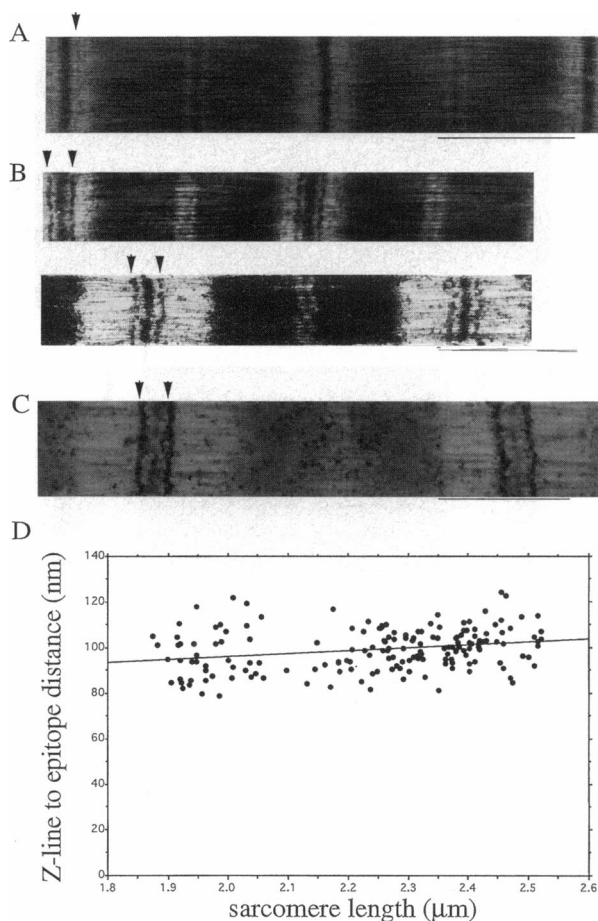 A
B
C
D
140
120
100
80
60
40
20
0
Z-line to epitope distance (nm)
1.8 1.9 2.0 2.1 2.2 2.3 2.4 2.5 2.6
sarcomere length (μm)